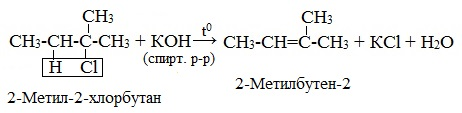 CH₃ CH₃
CH₃-CH-C-CH₃ + KOH t⁰ → CH₃-CH=C-CH₃ + KCl + H₂O
H Cl (спирт. р-р)
2-Метил-2-хлорбутан 2-Метилбутен-2